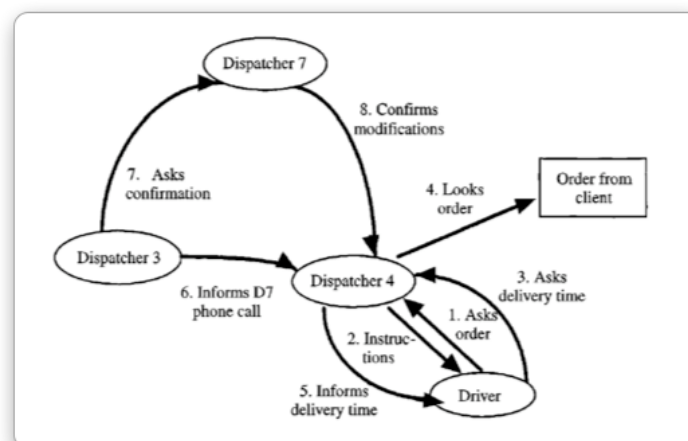 Dispatcher 7
8. Confirms
modifications
7. Asks
confirmation
4. Looks
order
Order from
client
Dispatcher 3
Dispatcher 4
3. Asks
delivery time
6. Informs D7
phone call
1. Asks
order
2. Instruc-
tions
5. Informs
delivery time
Driver